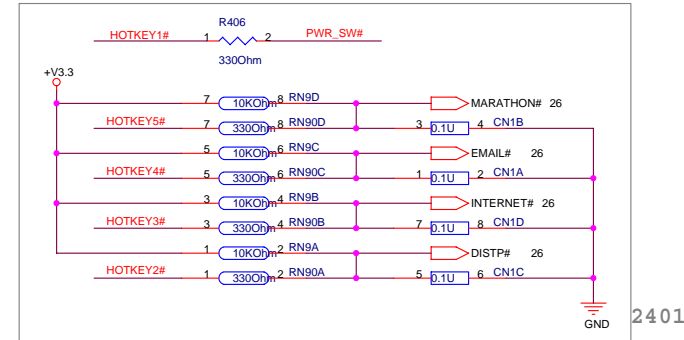 R406
HOTKEY1# 1 2 PWR_SW#
330Ohm
+V3.3
7 10KOhm 8 RN9D MARATHON# 26
HOTKEY5# 7 330Ohm 8 RN90D 3 0.1U 4 CN1B
5 10KOhm 6 RN9C EMAIL# 26
HOTKEY4# 5 330Ohm 6 RN90C 1 0.1U 2 CN1A
3 10KOhm 4 RN9B INTERNET# 26
HOTKEY3# 3 330Ohm 4 RN90B 7 0.1U 8 CN1D
1 10KOhm 2 RN9A DISTP# 26
HOTKEY2# 1 330Ohm 2 RN90A 5 0.1U 6 CN1C
GND
2401